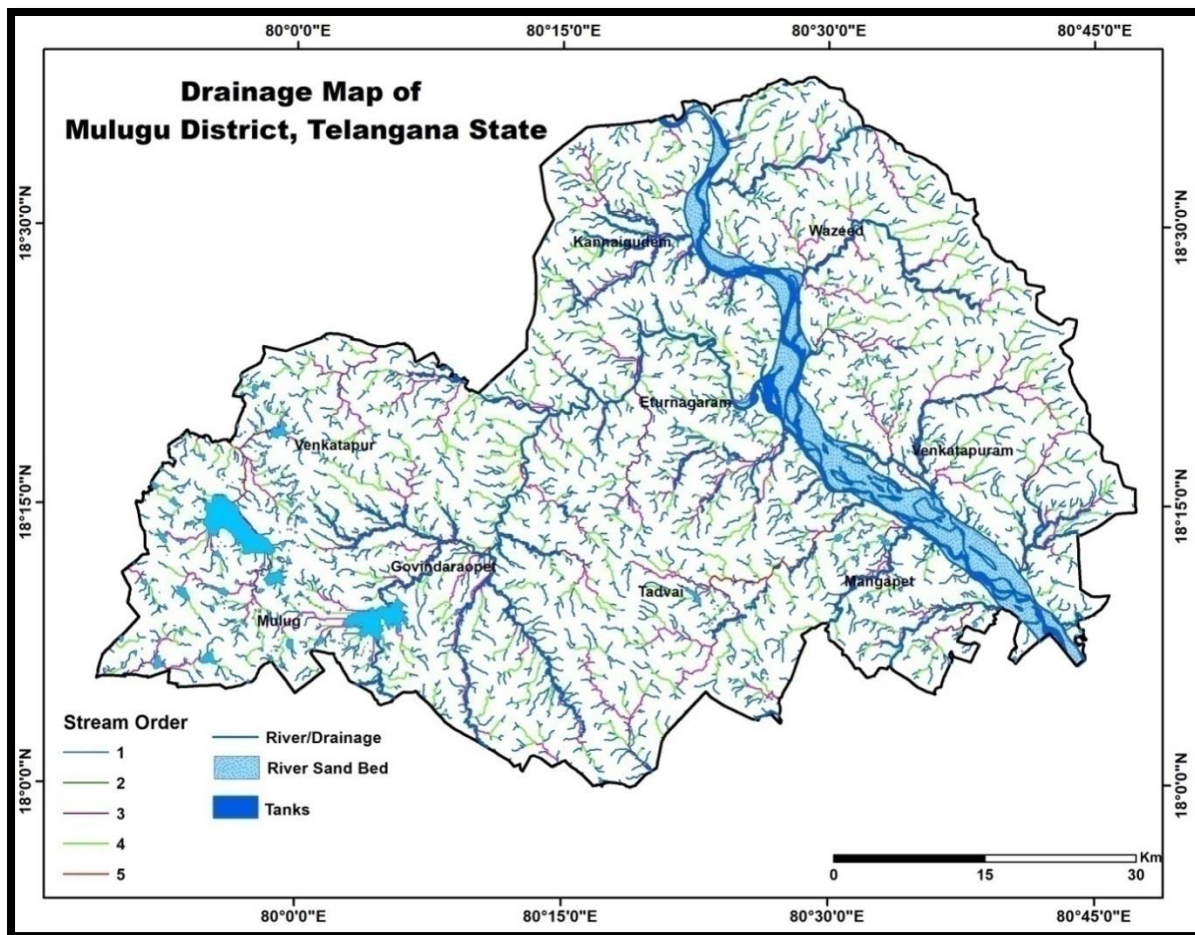 80°0'0"E 80°15'0"E 80°30'0"E 80°45'0"E
Drainage Map of
Mulugu District, Telangana State
18°30'0"N
18°30'0"N
Kannaigudem
Wazeed
Eturnagaram
Venkatapur
Venkatapuram
18°15'0"N
18°15'0"N
Govindaraopet
Tadvai
Mangapet
Mulug
Stream Order
1
2
3
4
5
River/Drainage
River Sand Bed
Tanks
18°0'0"N
18°0'0"N
Km
0 15 30
80°0'0"E 80°15'0"E 80°30'0"E 80°45'0"E